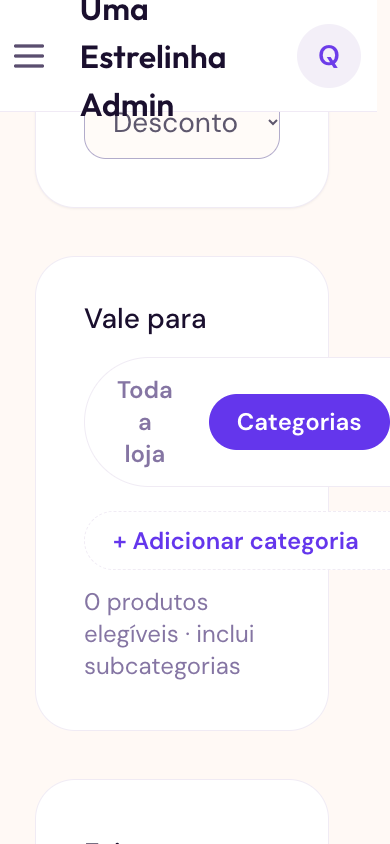 Uma
Estrelinha
Admin
Q
Desconto
Vale para
Toda
a
loja
Categorias
+ Adicionar categoria
0 produtos
elegíveis · inclui
subcategorias